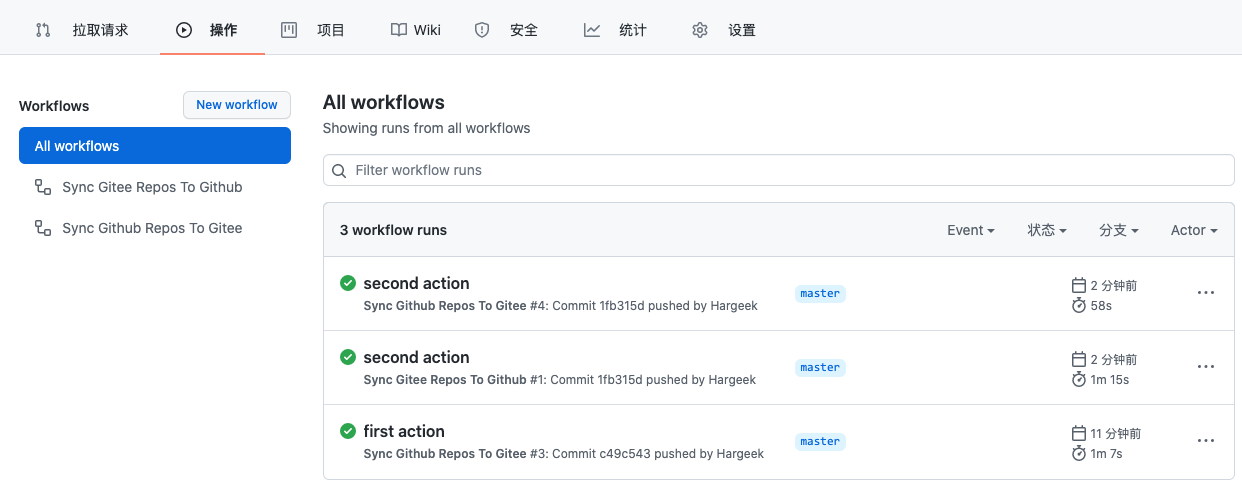 拉取请求 操作 项目 Wiki 安全 统计 设置
Workflows New workflow
All workflows
Sync Gitee Repos To Github
Sync Github Repos To Gitee
All workflows
Showing runs from all workflows
Filter workflow runs
3 workflow runs Event 状态 分支 Actor
second action
Sync Github Repos To Gitee #4: Commit 1fb315d pushed by Hargeek
master
2 分钟前
58s
second action
Sync Gitee Repos To Github #1: Commit 1fb315d pushed by Hargeek
master
2 分钟前
1m 15s
first action
Sync Github Repos To Gitee #3: Commit c49c543 pushed by Hargeek
master
11 分钟前
1m 7s